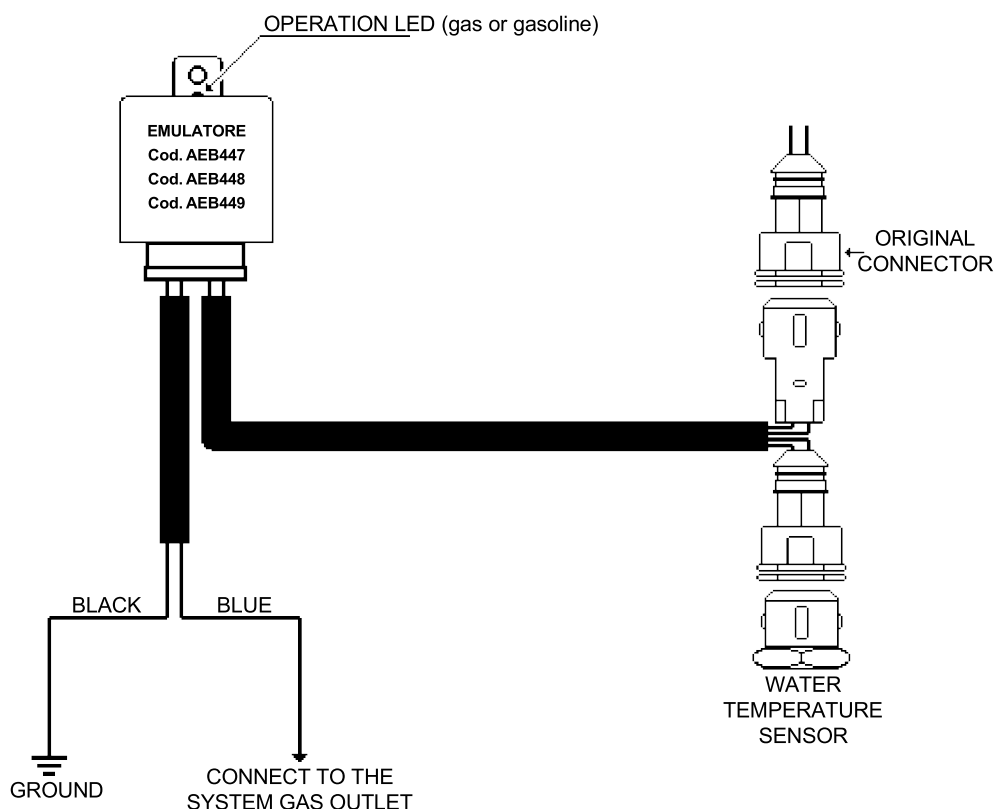 OPERATION LED (gas or gasoline)
EMULATORE
Cod. AEB447
Cod. AEB448
Cod. AEB449
ORIGINAL
CONNECTOR
BLACK
BLUE
WATER
TEMPERATURE
SENSOR
GROUND
CONNECT TO THE
SYSTEM GAS OUTLET